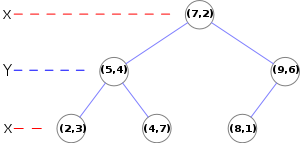 X (7,2)
Y (5,4) (9,6)
X (2,3) (4,7) (8,1)